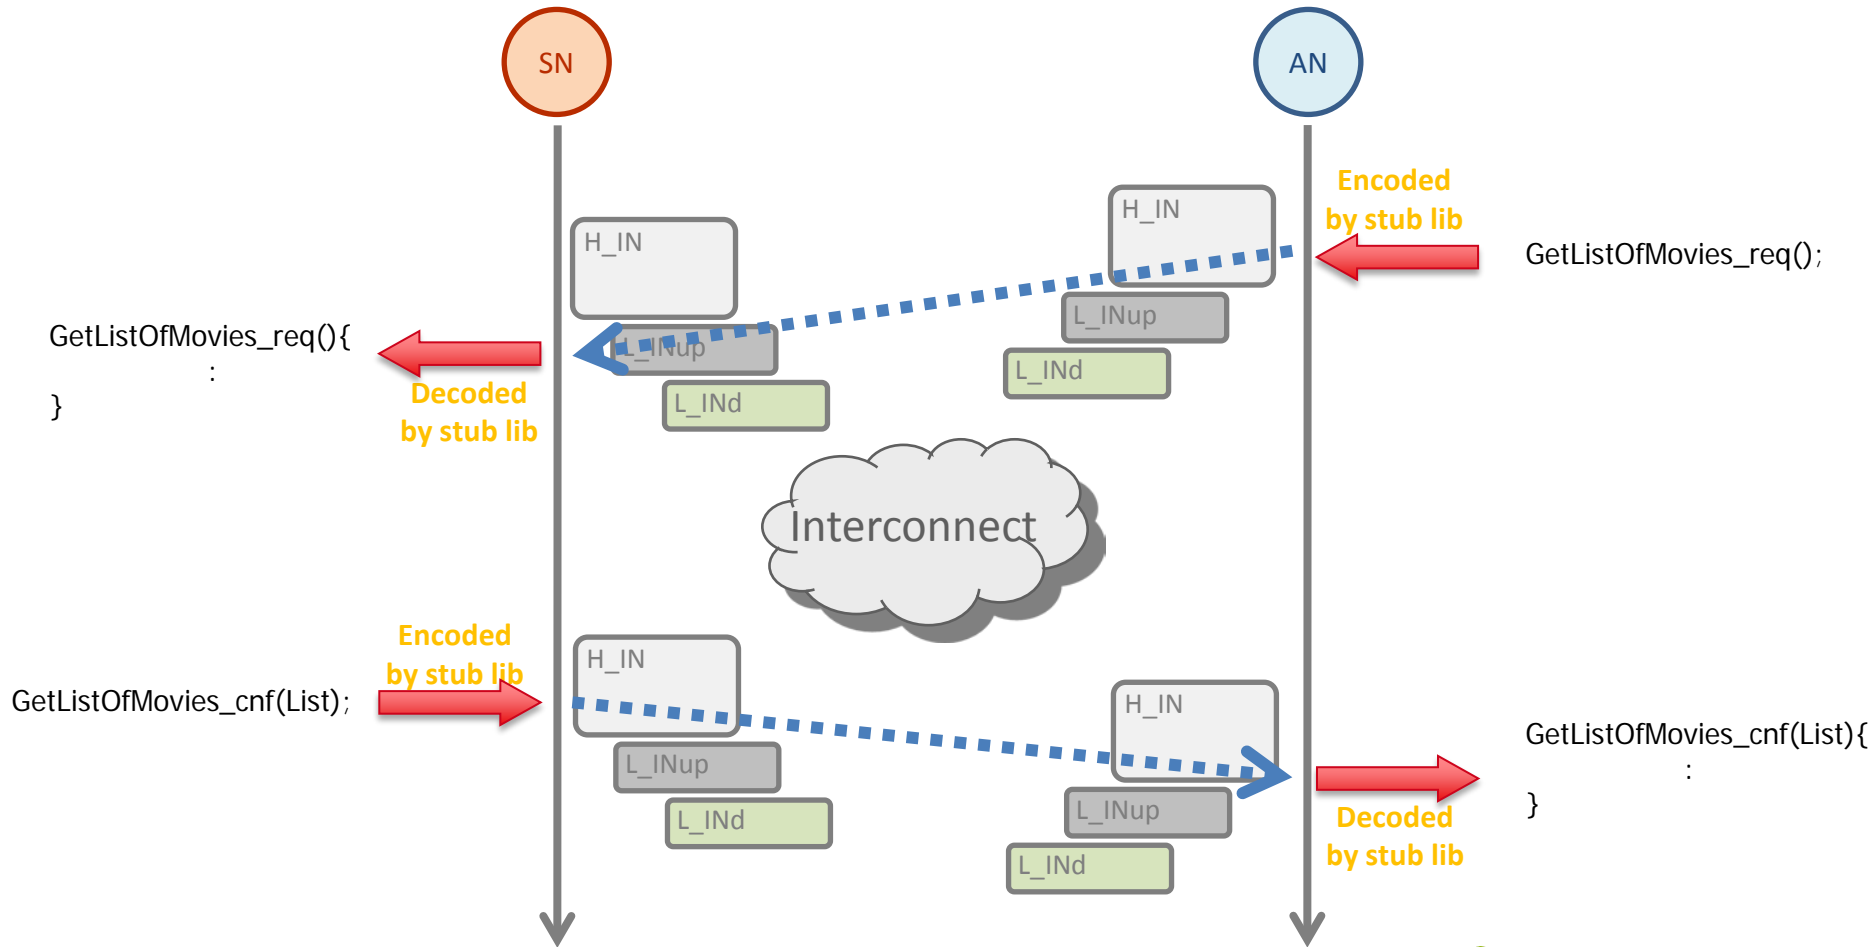 SN
AN
Encoded
by stub lib
H_IN
GetListOfMovies_req();
H_IN
L_INup
GetListOfMovies_req(){
:
}
L_INup
L_INd
Decoded
by stub lib
L_INd
Interconnect
Encoded
by stub lib
GetListOfMovies_cnf(List);
H_IN
L_INup
L_INd
H_IN
L_INup
L_INd
GetListOfMovies_cnf(List){
:
}
Decoded
by stub lib